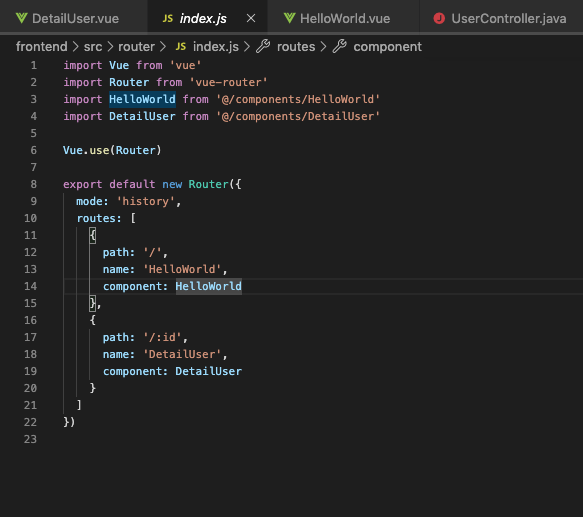 DetailUser.vue JS index.js × HelloWorld.vue J UserController.java
frontend > src > router > JS index.js > routes > component
1 import Vue from 'vue'
2 import Router from 'vue-router'
3 import HelloWorld from '@/components/HelloWorld'
4 import DetailUser from '@/components/DetailUser'
5
6 Vue.use(Router)
7
8 export default new Router({
9 mode: 'history',
10 routes: [
11 {
12 path: '/',
13 name: 'HelloWorld',
14 component: HelloWorld
15 },
16 {
17 path: '/:id',
18 name: 'DetailUser',
19 component: DetailUser
20 }
21 ]
22 })
23